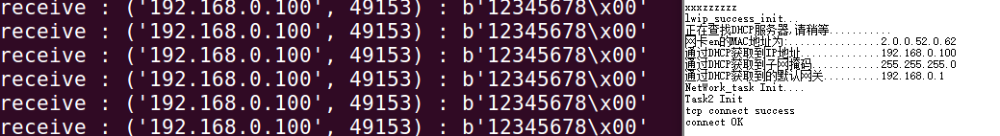 receive : ('192.168.0.100', 49153) : b'12345678\x00'
receive : ('192.168.0.100', 49153) : b'12345678\x00'
receive : ('192.168.0.100', 49153) : b'12345678\x00'
receive : ('192.168.0.100', 49153) : b'12345678\x00'
receive : ('192.168.0.100', 49153) : b'12345678\x00'
receive : ('192.168.0.100', 49153) : b'12345678\x00'
xxxzzzzzz
lwip_success_init...
正在查找DHCP服务器,请稍等...........
网卡en的MAC地址为:................2.0.0.52.0.62
通过DHCP获取到IP地址..............192.168.0.100
通过DHCP获取到子网掩码............255.255.255.0
通过DHCP获取到的默认网关..........192.168.0.1
NetWork_task Init....
Task2 Init
tcp connect success
connect OK